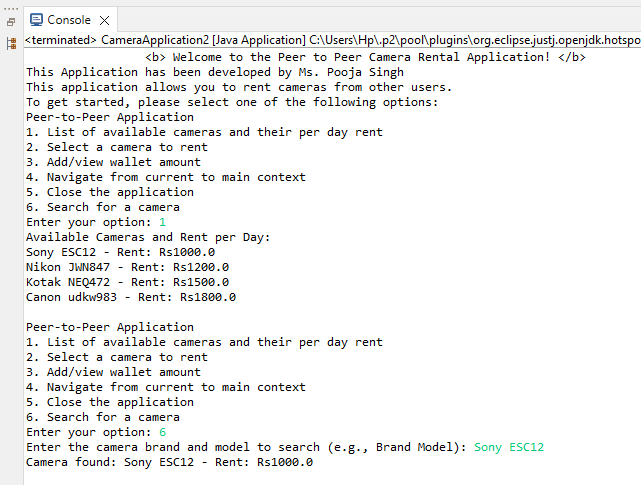 Console
<terminated> CameraApplication2 [Java Application] C:\Users\Hp\.p2\pool\plugins\org.eclipse.justj.openjdk.hotspo
<b> Welcome to the Peer to Peer Camera Rental Application! </b>
This Application has been developed by Ms. Pooja Singh
This application allows you to rent cameras from other users.
To get started, please select one of the following options:
Peer-to-Peer Application
1. List of available cameras and their per day rent
2. Select a camera to rent
3. Add/view wallet amount
4. Navigate from current to main context
5. Close the application
6. Search for a camera
Enter your option: 1
Available Cameras and Rent per Day:
Sony ESC12 - Rent: Rs1000.0
Nikon JWN847 - Rent: Rs1200.0
Kotak NEQ472 - Rent: Rs1500.0
Canon udkw983 - Rent: Rs1800.0
Peer-to-Peer Application
1. List of available cameras and their per day rent
2. Select a camera to rent
3. Add/view wallet amount
4. Navigate from current to main context
5. Close the application
6. Search for a camera
Enter your option: 6
Enter the camera brand and model to search (e.g., Brand Model): Sony ESC12
Camera found: Sony ESC12 - Rent: Rs1000.0